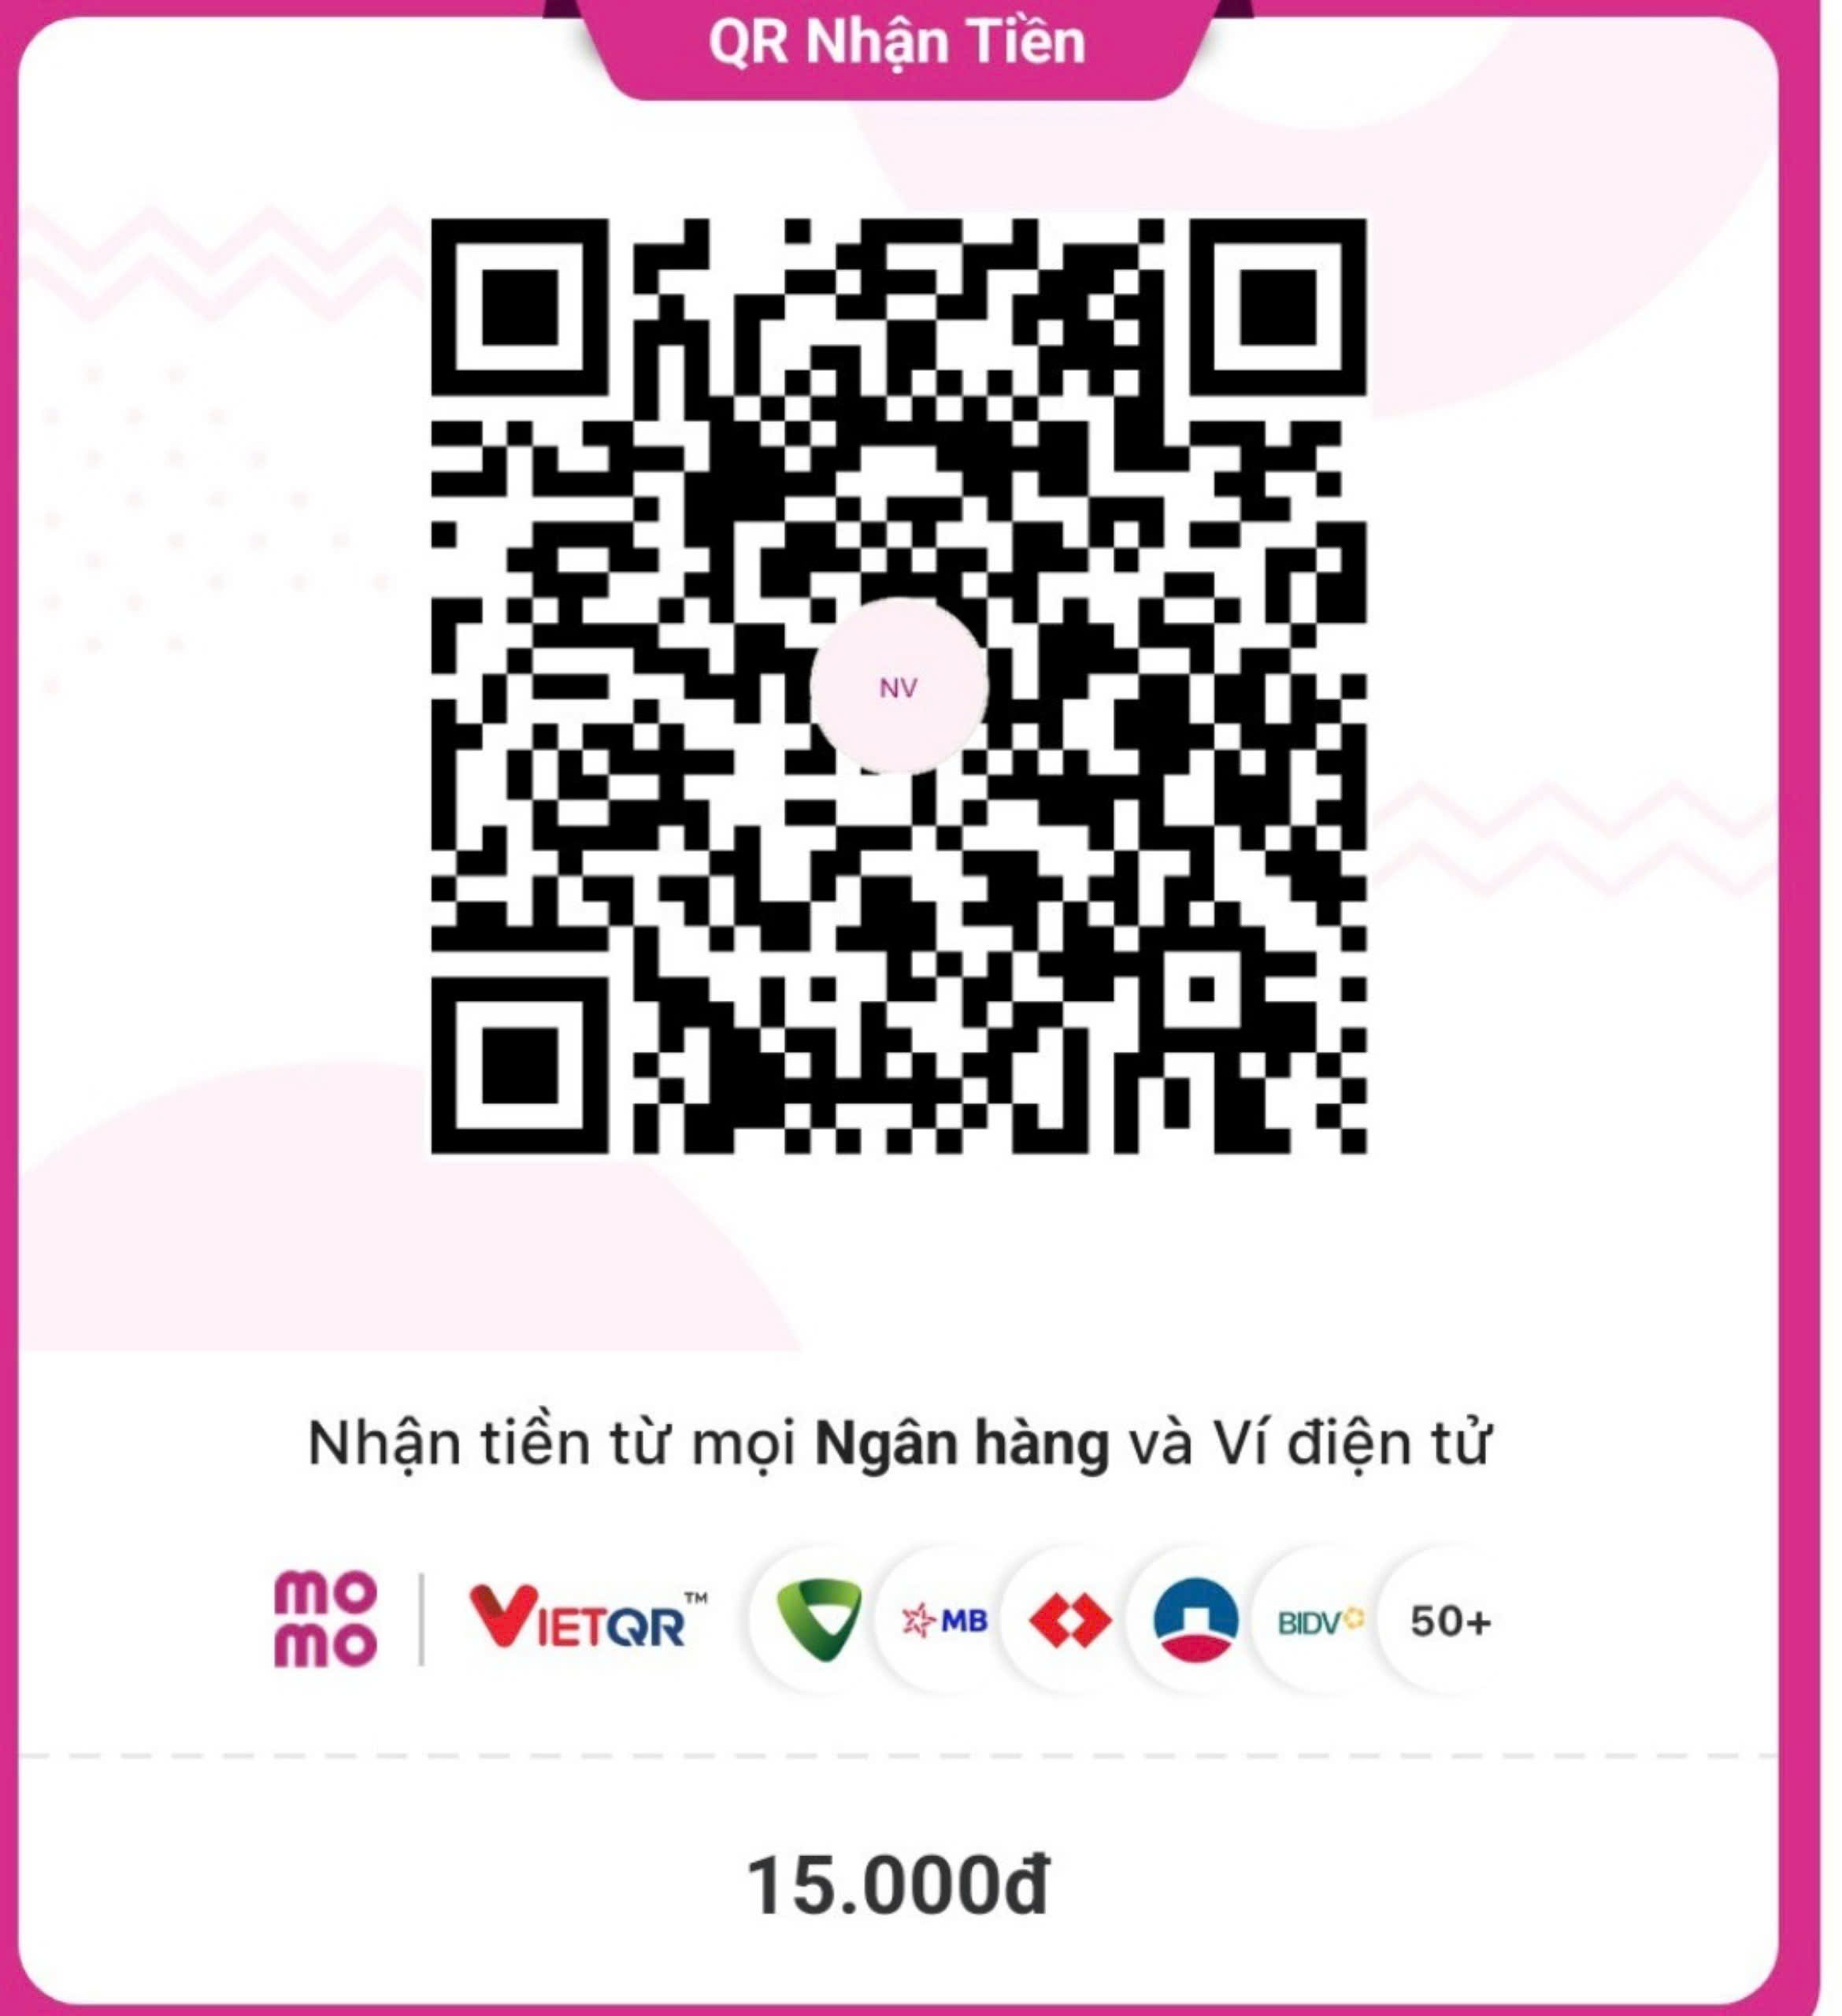 QR Nhận Tiền
NV
Nhận tiền từ mọi Ngân hàng và Ví điện tử
mo
mo
VIETQR™ MB BIDV 50+
15.000đ